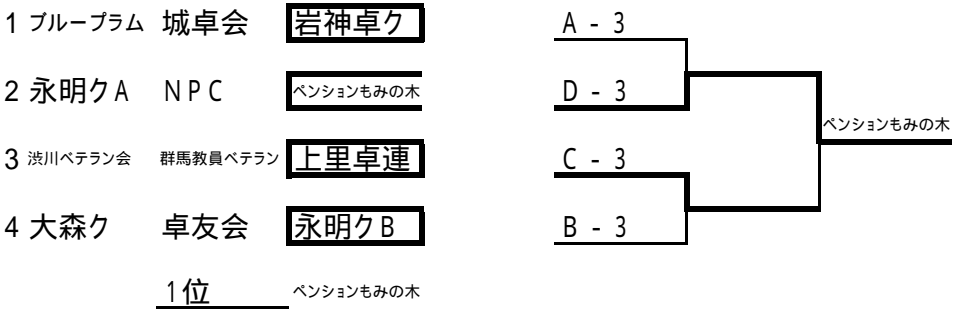 1 ブループラム 城卓会 岩神卓ク A - 3
2 永明クA NPC ペンションもみの木 D - 3
ペンションもみの木
3 渋川ベテラン会 群馬教員ベテラン 上里卓連 C - 3
4 大森ク 卓友会 永明クB B - 3
1位 ペンションもみの木